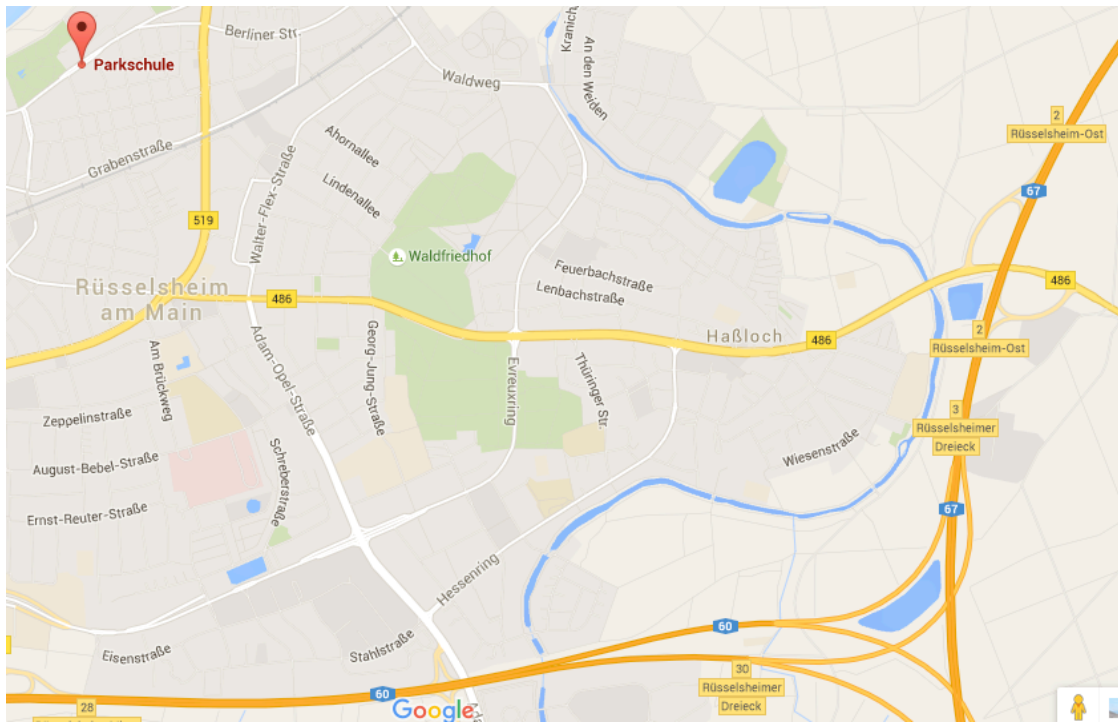 Berliner Str.
Parkschule
Waldweg
Kranich
An den Weiden
2
Rüsselsheim-Ost
Grabenstraße
Ahornallee
Lindenallee
Walter-Flex-Straße
67
519
Waldfriedhof
Feuerbachstraße
Lenbachstraße
Rüsselsheim
am Main
486
486
Haßloch
486
2
Rüsselsheim-Ost
Am Brückweg
Adam-Opel-Straße
Georg-Jung-Straße
Evreuxring
Thüringer Str.
Zeppelinstraße
3
Rüsselsheimer
Dreieck
August-Bebel-Straße
Schreberstraße
Wiesenstraße
Ernst-Reuter-Straße
67
Hessenring
60
Eisenstraße
Stahlstraße
30
Rüsselsheimer
Dreieck
60
28
Google